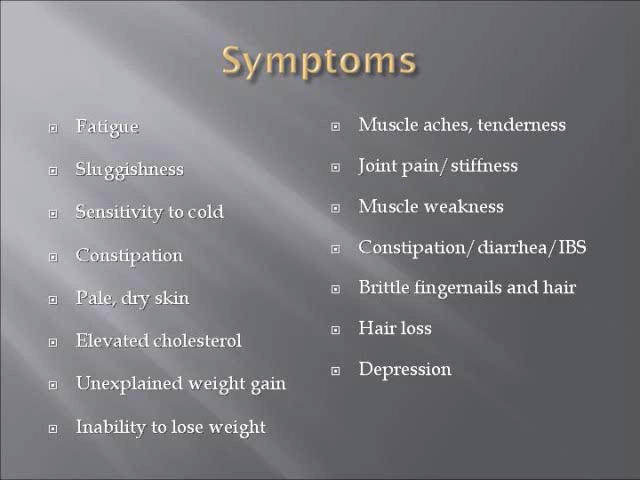 Symptoms
Fatigue
Sluggishness
Sensitivity to cold
Constipation
Pale, dry skin
Elevated cholesterol
Unexplained weight gain
Inability to lose weight
Muscle aches, tenderness
Joint pain/stiffness
Muscle weakness
Constipation/diarrhea/IBS
Brittle fingernails and hair
Hair loss
Depression